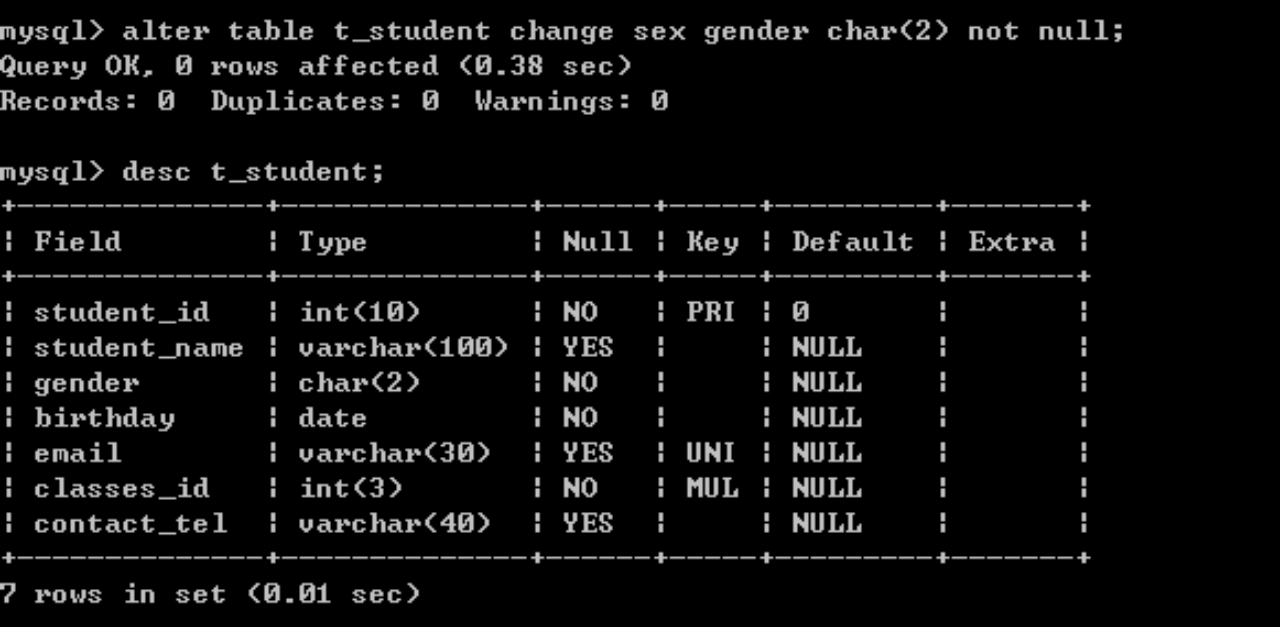 mysql> alter table t_student change sex gender char(2) not null;
Query OK, 0 rows affected (0.38 sec)
Records: 0  Duplicates: 0  Warnings: 0

mysql> desc t_student;
+--------------+--------------+------+-----+---------+-------+
| Field        | Type         | Null | Key | Default | Extra |
+--------------+--------------+------+-----+---------+-------+
| student_id   | int(10)      | NO   | PRI | 0       |       |
| student_name | varchar(100) | YES  |     | NULL    |       |
| gender       | char(2)      | NO   |     | NULL    |       |
| birthday     | date         | NO   |     | NULL    |       |
| email        | varchar(30)  | YES  | UNI | NULL    |       |
| classes_id   | int(3)       | NO   | MUL | NULL    |       |
| contact_tel  | varchar(40)  | YES  |     | NULL    |       |
+--------------+--------------+------+-----+---------+-------+
7 rows in set (0.01 sec)